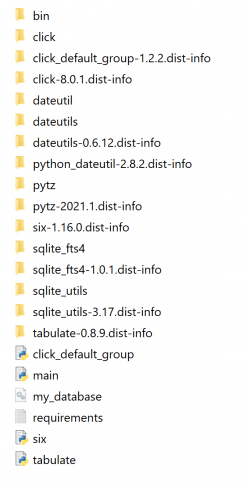 bin
click
click_default_group-1.2.2.dist-info
click-8.0.1.dist-info
dateutil
dateutils
dateutils-0.6.12.dist-info
python_dateutil-2.8.2.dist-info
pytz
pytz-2021.1.dist-info
six-1.16.0.dist-info
sqlite_fts4
sqlite_fts4-1.0.1.dist-info
sqlite_utils
sqlite_utils-3.17.dist-info
tabulate-0.8.9.dist-info
click_default_group
main
my_database
requirements
six
tabulate